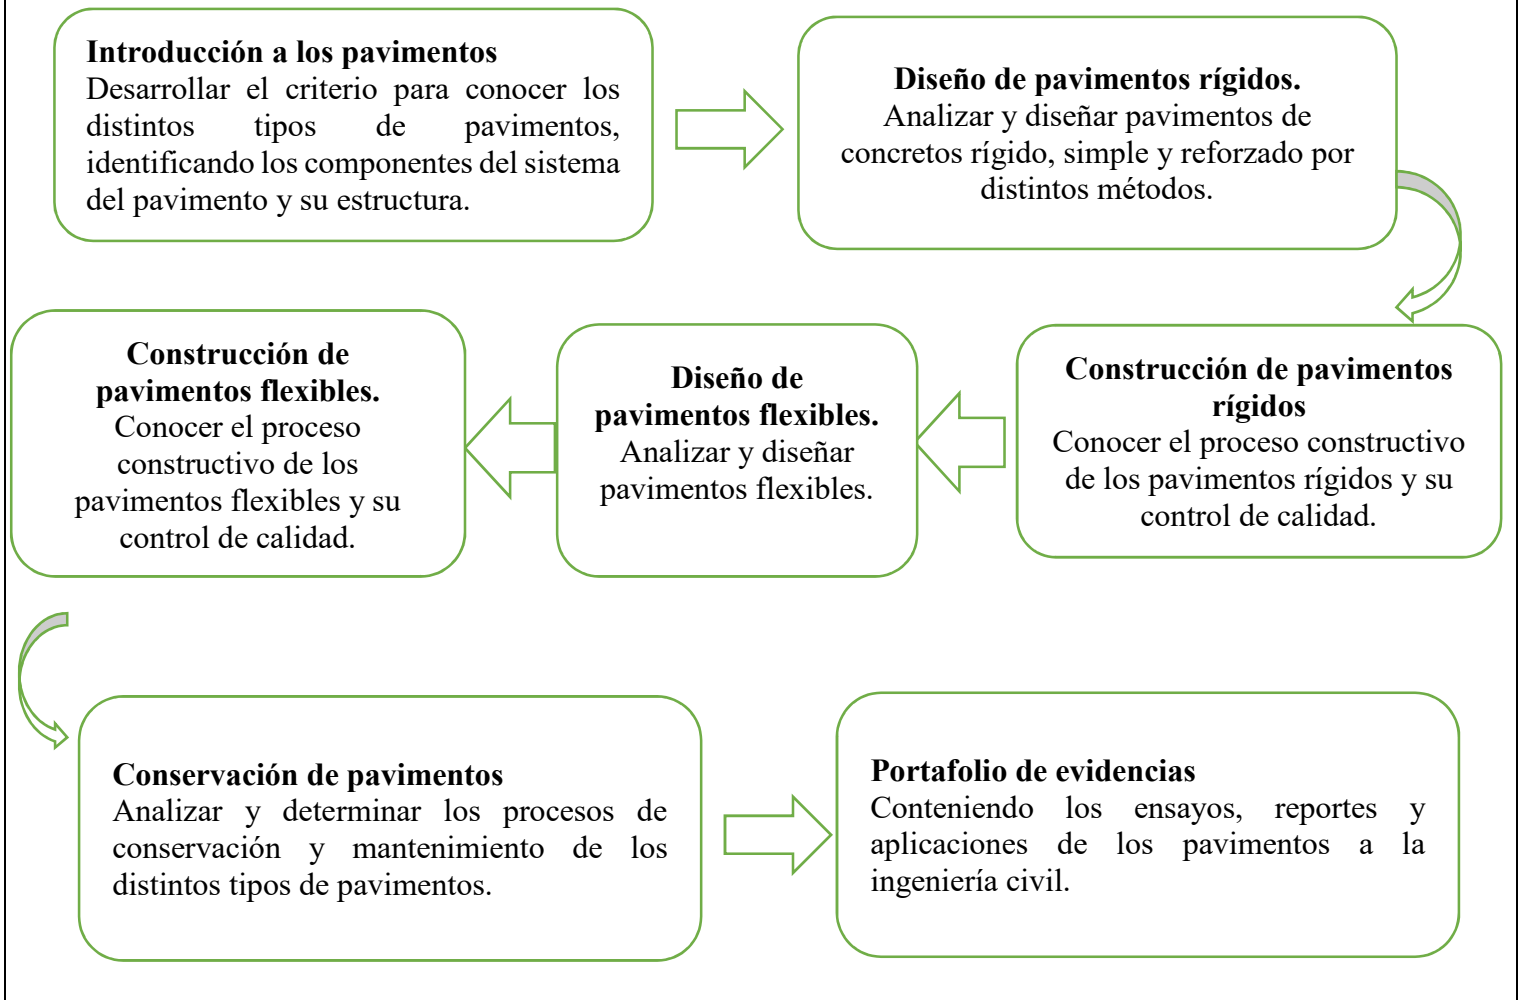 Introducción a los pavimentos
Desarrollar el criterio para conocer los
distintos tipos de pavimentos,
identificando los componentes del sistema
del pavimento y su estructura.
Diseño de pavimentos rígidos.
Analizar y diseñar pavimentos de
concretos rígido, simple y reforzado por
distintos métodos.
Construcción de pavimentos
rígidos
Conocer el proceso constructivo
de los pavimentos rígidos y su
control de calidad.
Diseño de
pavimentos flexibles.
Analizar y diseñar
pavimentos flexibles.
Construcción de
pavimentos flexibles.
Conocer el proceso
constructivo de los
pavimentos flexibles y su
control de calidad.
Conservación de pavimentos
Analizar y determinar los procesos de
conservación y mantenimiento de los
distintos tipos de pavimentos.
Portafolio de evidencias
Conteniendo los ensayos, reportes y
aplicaciones de los pavimentos a la
ingeniería civil.